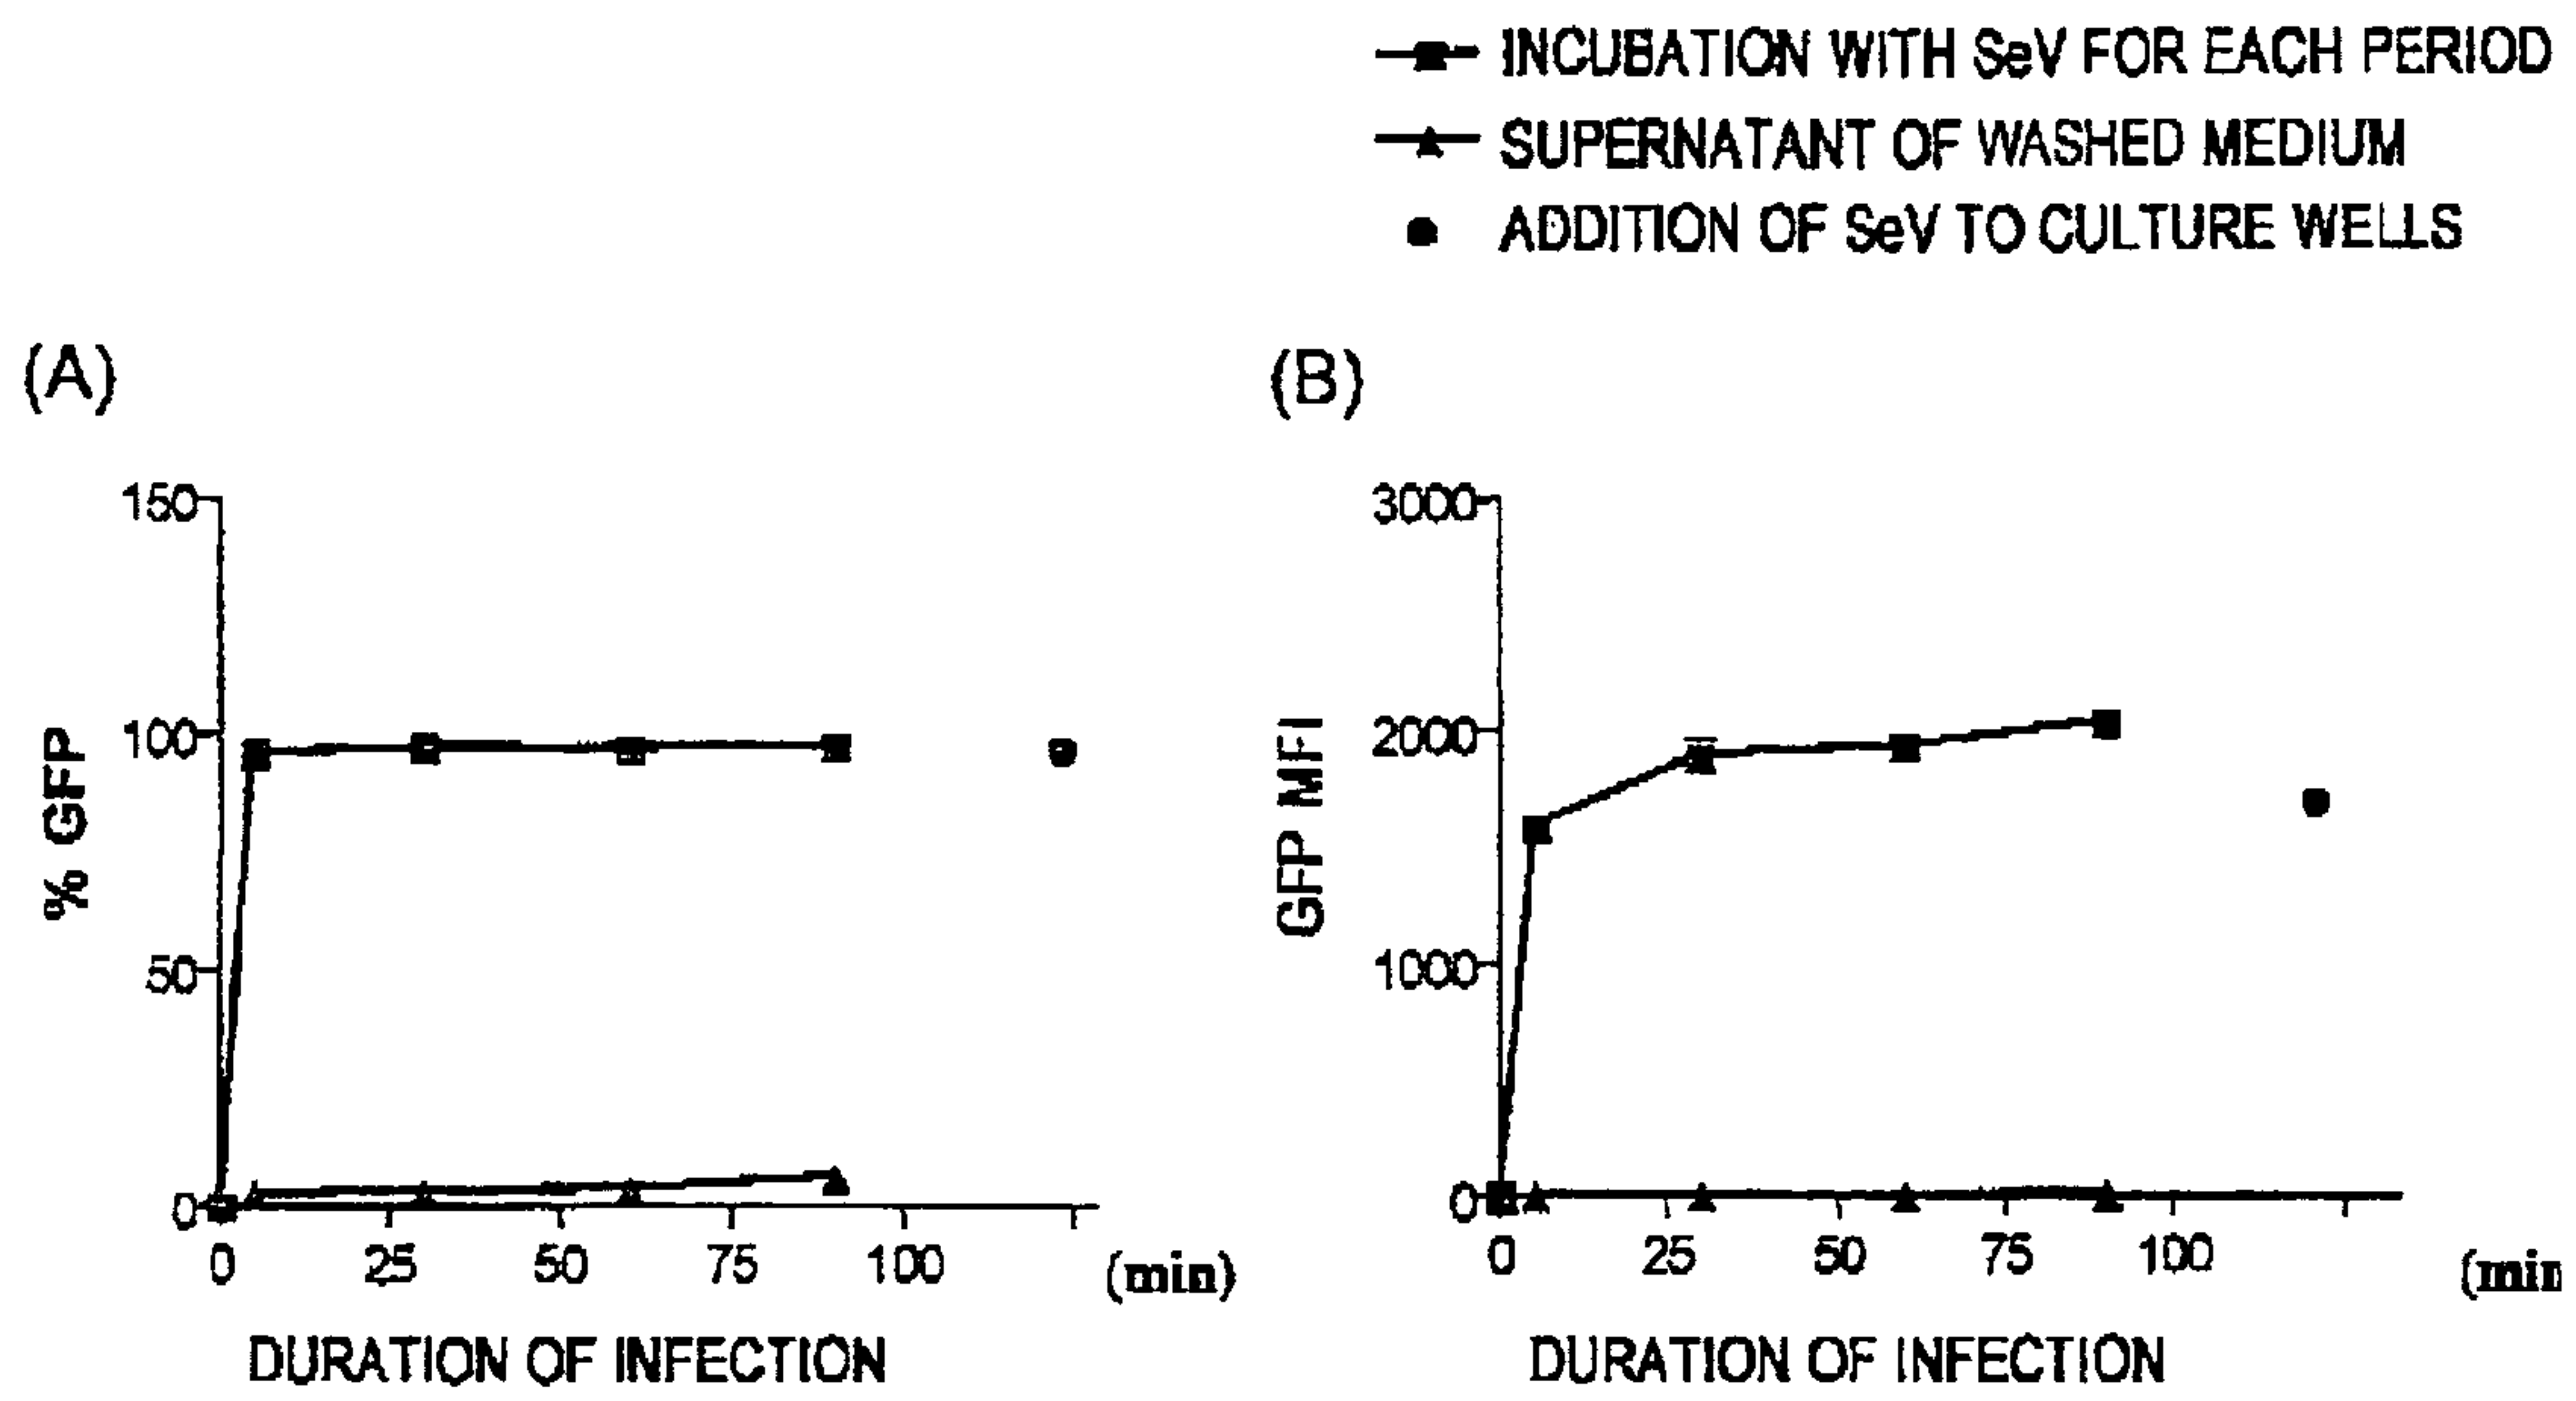 INCUBATION WITH SeV FOR EACH PERIOD
SUPERNATANT OF WASHED MEDIUM
ADDITION OF SeV TO CULTURE WELLS
(A)
150
100
50
0
% GFP
0 25 50 75 100 (min)
DURATION OF INFECTION
(B)
3000
2000
1000
0
GFP MFI
0 25 50 75 100 (min
DURATION OF INFECTION